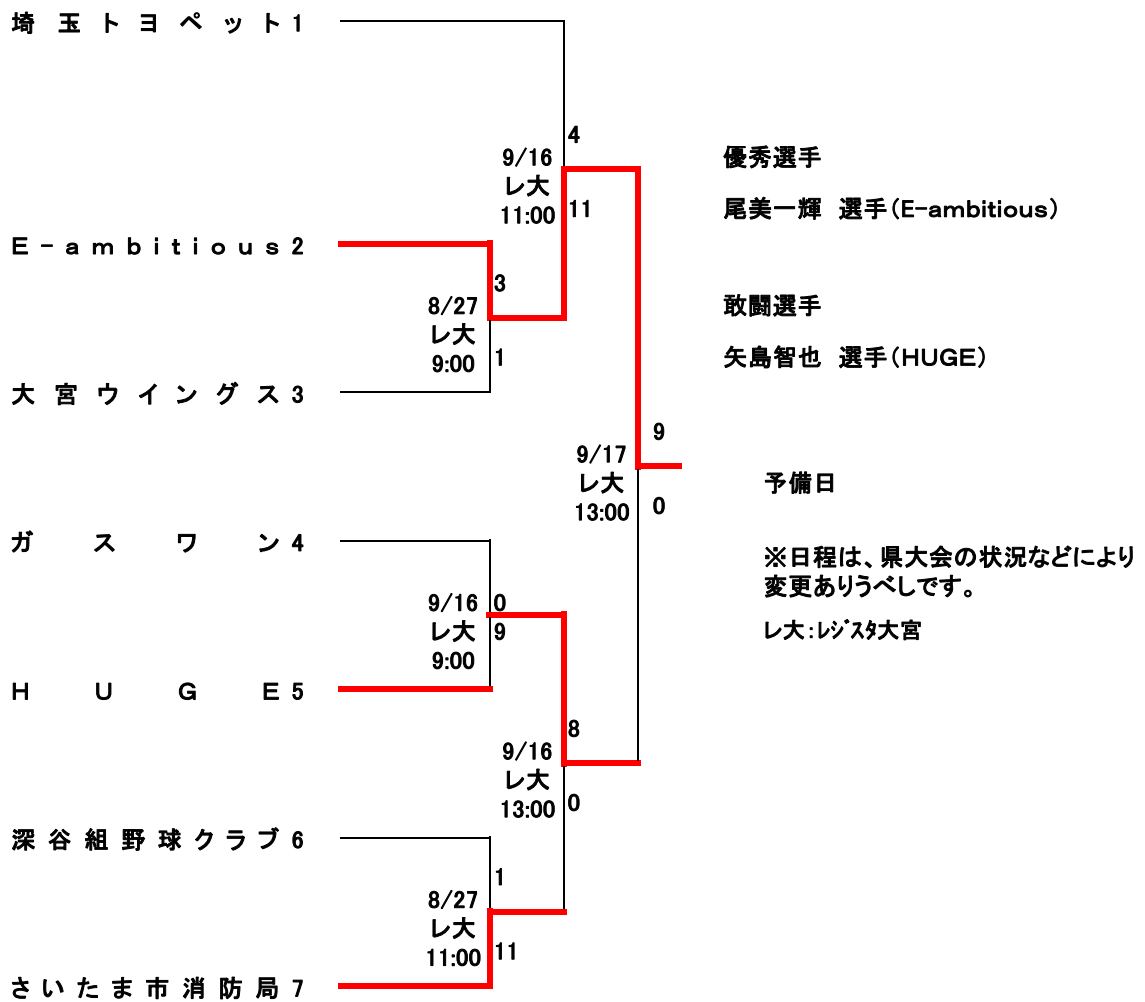 埼玉トヨペット1
4
9/16
レ大
11:00
11
優秀選手
尾美一輝 選手(E-ambitious)
E-ambitious2
3
8/27
レ大
9:00
1
敢闘選手
矢島智也 選手(HUGE)
大宮ウイングス3
9
9/17
レ大
13:00
0
予備日
ガスワン4
※日程は、県大会の状況などにより
変更ありうべしです。
レ大:レジスタ大宮
9/16
レ大
9:00
0
9
HUGE5
8
9/16
レ大
13:00
0
深谷組野球クラブ6
1
8/27
レ大
11:00
11
さいたま市消防局7